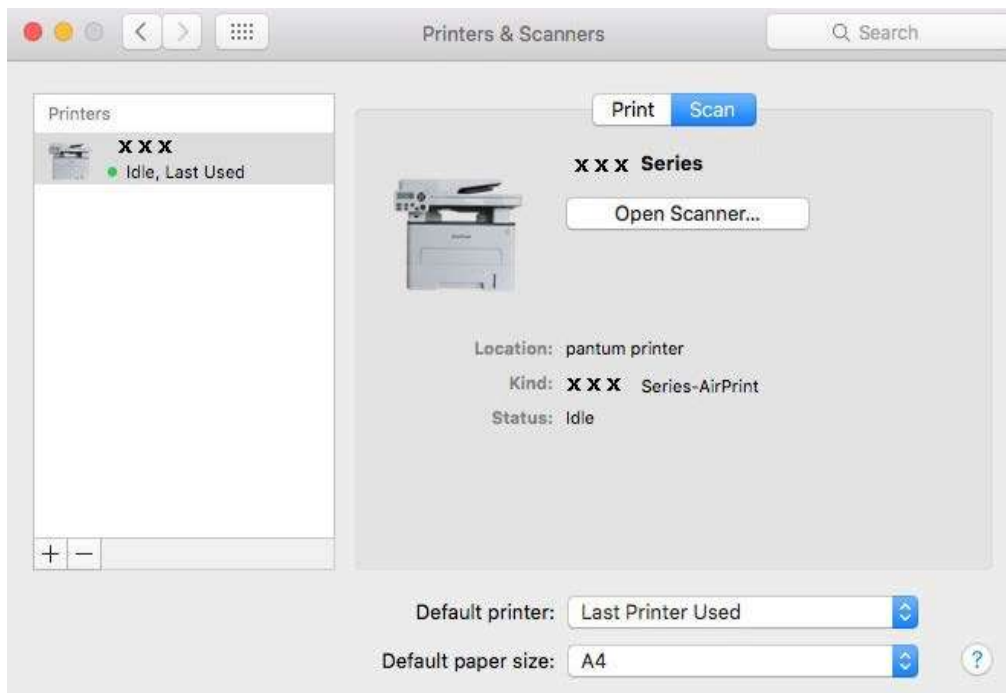 Printers & Scanners
Search
Printers
X X X
Idle, Last Used
Print Scan
X X X Series
Open Scanner...
Location: pantum printer
Kind: X X X Series-AirPrint
Status: Idle
+ −
Default printer: Last Printer Used
Default paper size: A4
?